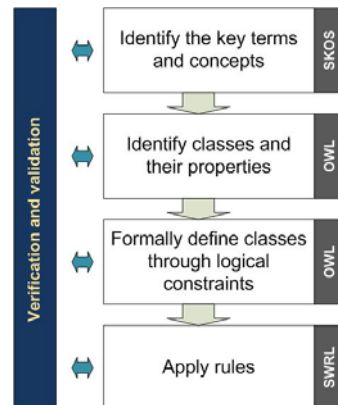 Verification and validation
Identify the key terms
and concepts
SKOS
Identify classes and
their properties
OWL
Formally define classes
through logical
constraints
OWL
Apply rules
SWRL